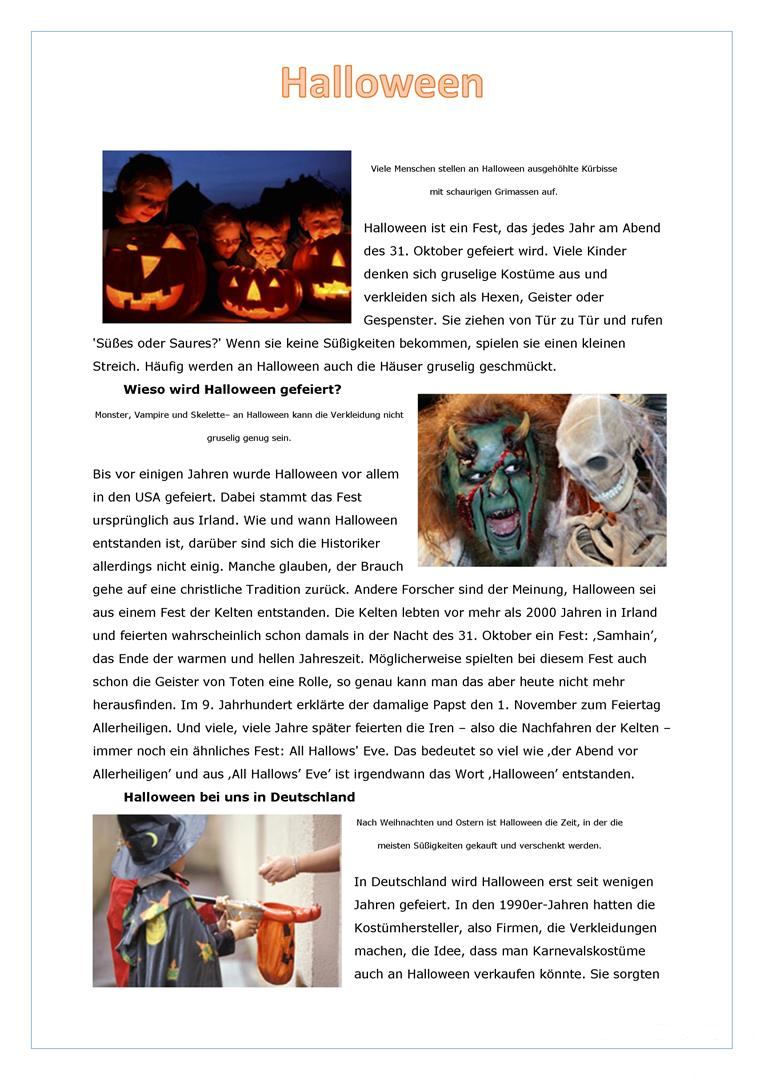 Halloween
Viele Menschen stellen an Halloween ausgehöhlte Kürbisse
mit schaurigen Grimassen auf.
Halloween ist ein Fest, das jedes Jahr am Abend
des 31. Oktober gefeiert wird. Viele Kinder
denken sich gruselige Kostüme aus und
verkleiden sich als Hexen, Geister oder
Gespenster. Sie ziehen von Tür zu Tür und rufen
'Süßes oder Saures?' Wenn sie keine Süßigkeiten bekommen, spielen sie einen kleinen
Streich. Häufig werden an Halloween auch die Häuser gruselig geschmückt.
Wieso wird Halloween gefeiert?
Monster, Vampire und Skelette– an Halloween kann die Verkleidung nicht
gruselig genug sein.
Bis vor einigen Jahren wurde Halloween vor allem
in den USA gefeiert. Dabei stammt das Fest
ursprünglich aus Irland. Wie und wann Halloween
entstanden ist, darüber sind sich die Historiker
allerdings nicht einig. Manche glauben, der Brauch
gehe auf eine christliche Tradition zurück. Andere Forscher sind der Meinung, Halloween sei
aus einem Fest der Kelten entstanden. Die Kelten lebten vor mehr als 2000 Jahren in Irland
und feierten wahrscheinlich schon damals in der Nacht des 31. Oktober ein Fest: ‚Samhain’,
das Ende der warmen und hellen Jahreszeit. Möglicherweise spielten bei diesem Fest auch
schon die Geister von Toten eine Rolle, so genau kann man das aber heute nicht mehr
herausfinden. Im 9. Jahrhundert erklärte der damalige Papst den 1. November zum Feiertag
Allerheiligen. Und viele, viele Jahre später feierten die Iren – also die Nachfahren der Kelten –
immer noch ein ähnliches Fest: All Hallows' Eve. Das bedeutet so viel wie ‚der Abend vor
Allerheiligen’ und aus ‚All Hallows’ Eve’ ist irgendwann das Wort ‚Halloween’ entstanden.
Halloween bei uns in Deutschland
Nach Weihnachten und Ostern ist Halloween die Zeit, in der die
meisten Süßigkeiten gekauft und verschenkt werden.
In Deutschland wird Halloween erst seit wenigen
Jahren gefeiert. In den 1990er-Jahren hatten die
Kostümhersteller, also Firmen, die Verkleidungen
machen, die Idee, dass man Karnevalskostüme
auch an Halloween verkaufen könnte. Sie sorgten